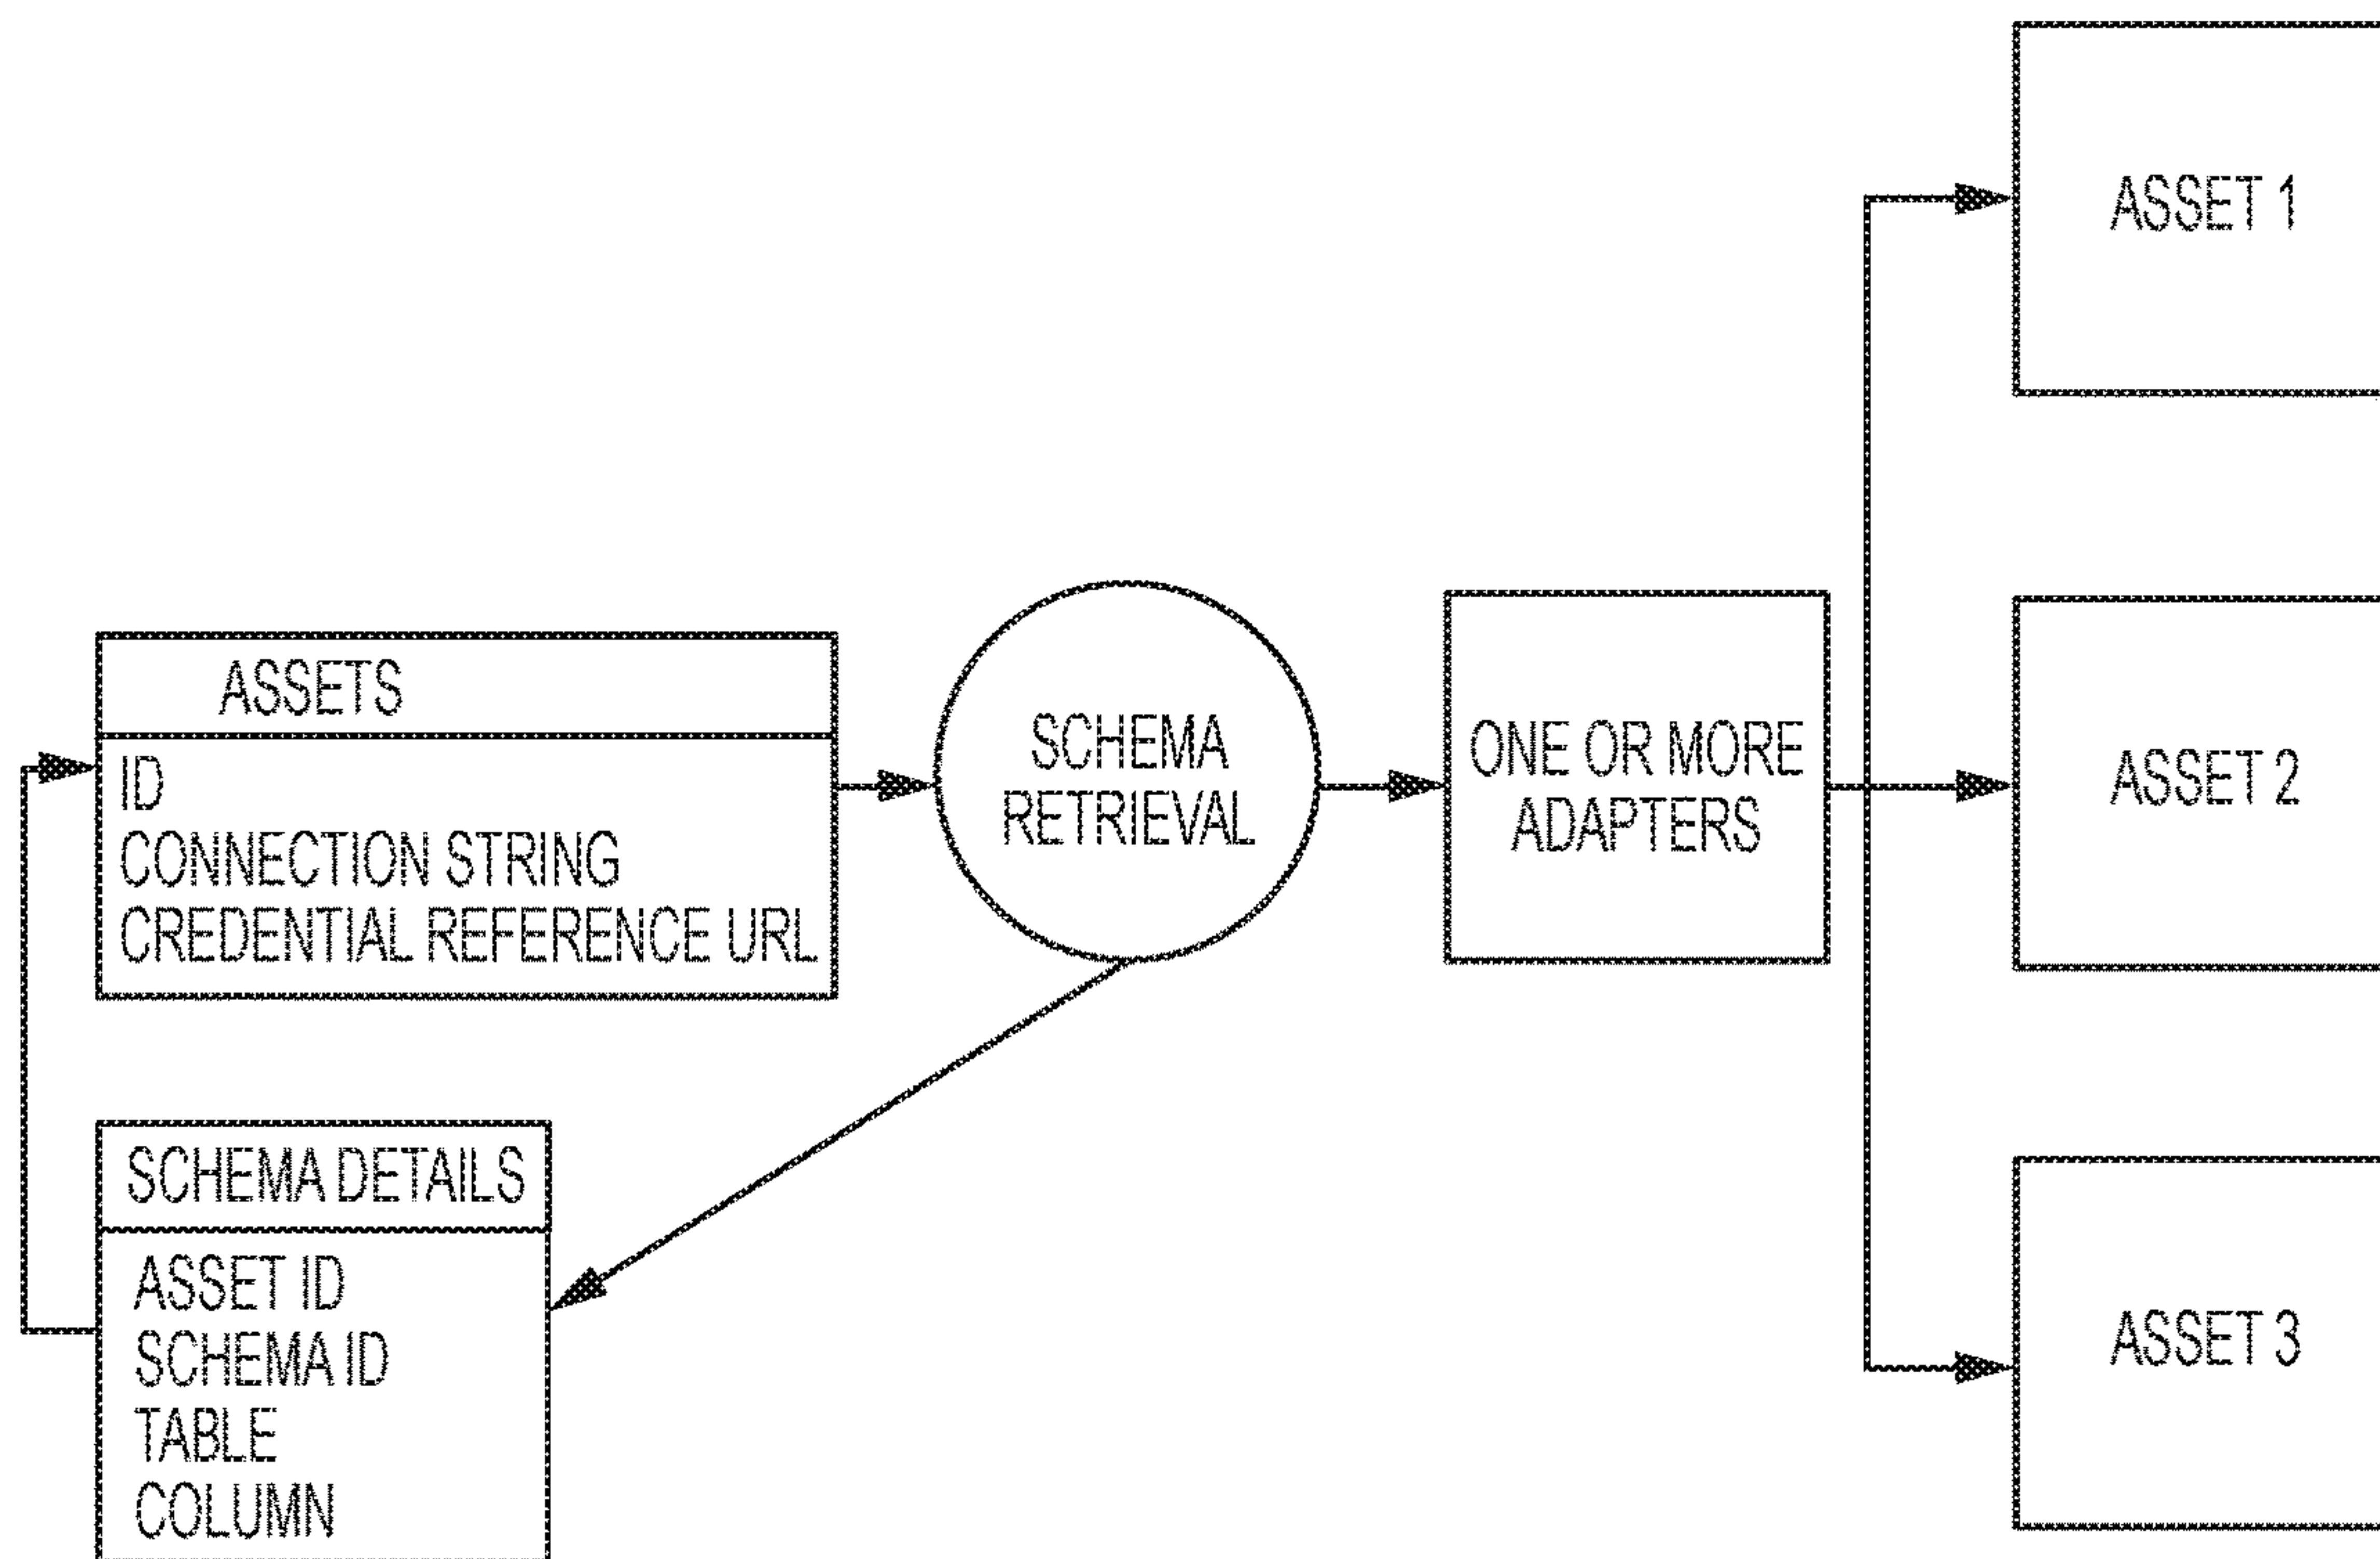 ASSETS
ID
CONNECTION STRING
CREDENTIAL REFERENCE URL
SCHEMA DETAILS
ASSET ID
SCHEMA ID
TABLE
COLUMN
SCHEMA
RETRIEVAL
ONE OR MORE
ADAPTERS
ASSET 1
ASSET 2
ASSET 3